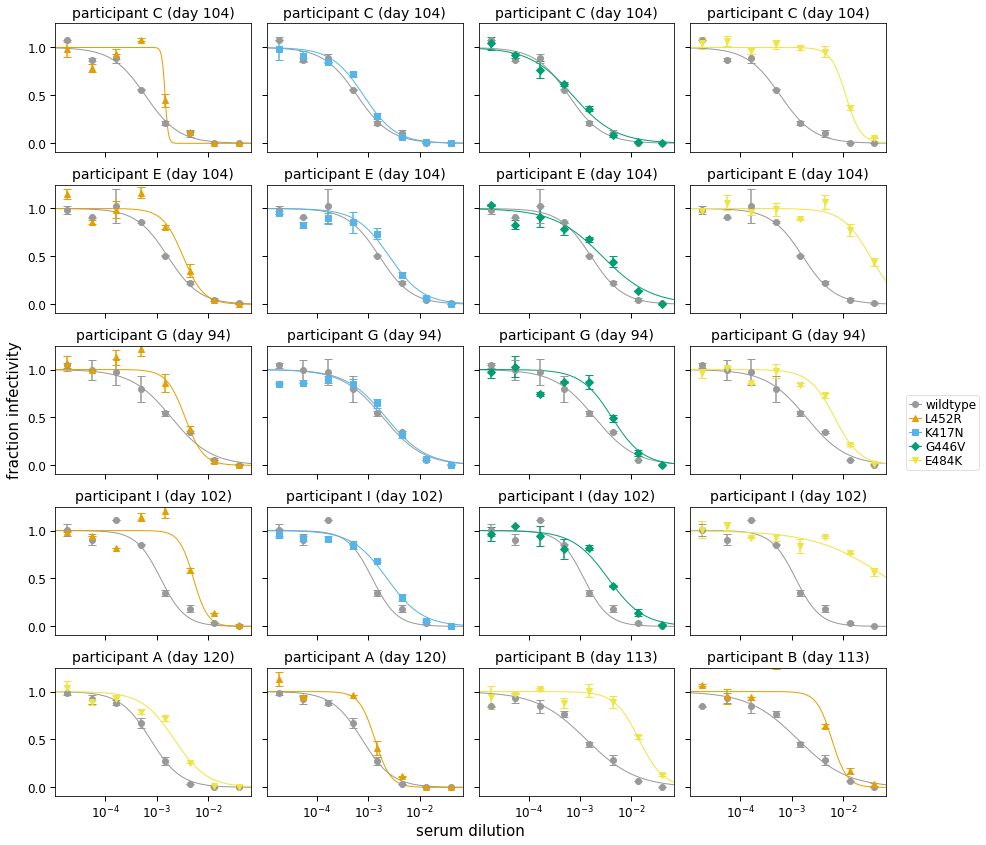 participant C (day 104) participant C (day 104) participant C (day 104) participant C (day 104)
1.0
0.5
0.0
participant E (day 104) participant E (day 104) participant E (day 104) participant E (day 104)
1.0
0.5
0.0
participant G (day 94) participant G (day 94) participant G (day 94) participant G (day 94)
1.0
0.5
0.0
fraction infectivity
wildtype
L452R
K417N
G446V
E484K
participant I (day 102) participant I (day 102) participant I (day 102) participant I (day 102)
1.0
0.5
0.0
participant A (day 120) participant A (day 120) participant B (day 113) participant B (day 113)
1.0
0.5
0.0
10⁻⁴ 10⁻³ 10⁻² 10⁻⁴ 10⁻³ 10⁻² 10⁻⁴ 10⁻³ 10⁻² 10⁻⁴ 10⁻³ 10⁻²
serum dilution